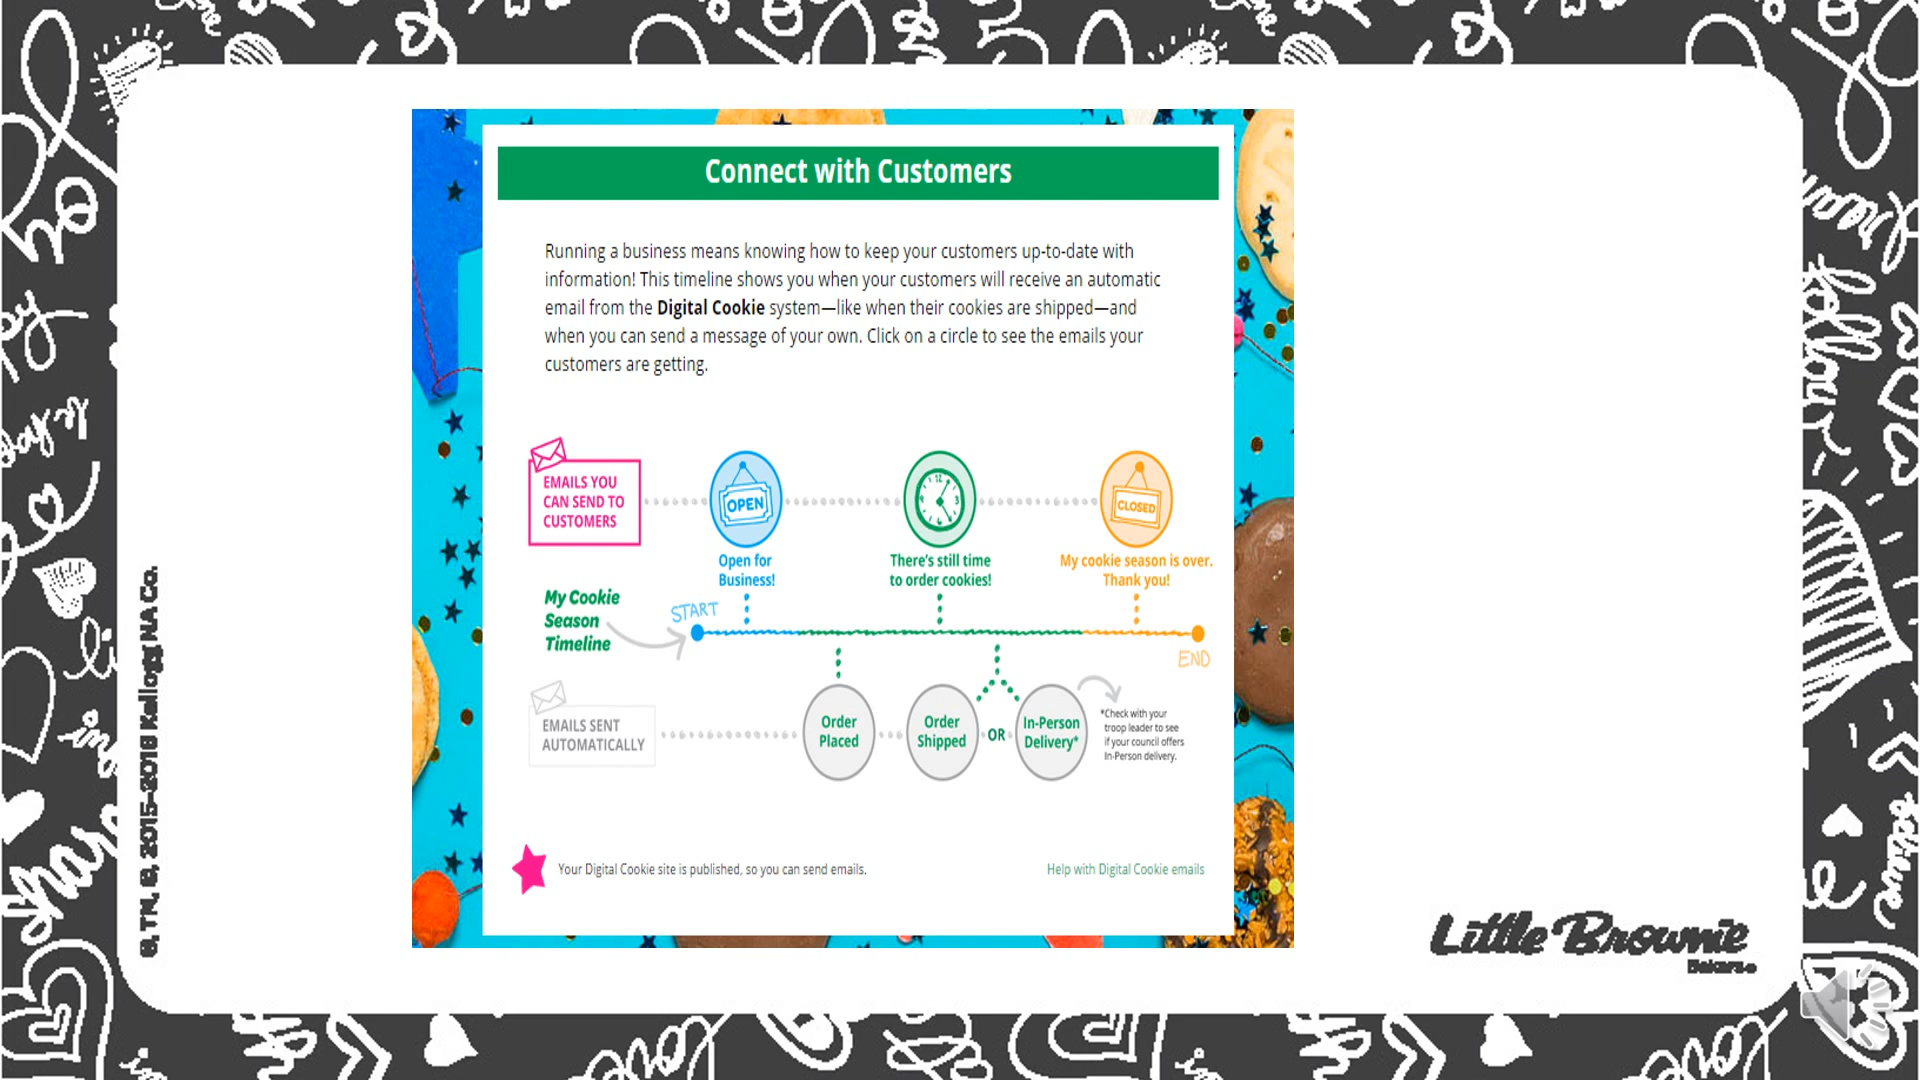 Connect with Customers
Running a business means knowing how to keep your customers up-to-date with
information! This timeline shows you when your customers will receive an automatic
email from the Digital Cookie system—like when their cookies are shipped—and
when you can send a message of your own. Click on a circle to see the emails your
customers are getting.
EMAILS YOU
CAN SEND TO
CUSTOMERS
OPEN
CLOSED
Open for
Business!
There's still time
to order cookies!
My cookie season is over.
Thank you!
My Cookie
Season
Timeline
START
END
EMAILS SENT
AUTOMATICALLY
Order
Placed
Order
Shipped
OR
In-Person
Delivery*
*Check with your
troop leader to see
if your council offers
In-Person delivery.
Your Digital Cookie site is published, so you can send emails.
Help with Digital Cookie emails
Little Brownie
Bakers
®, TM, ©, 2015-2018 Kellogg NA Co.